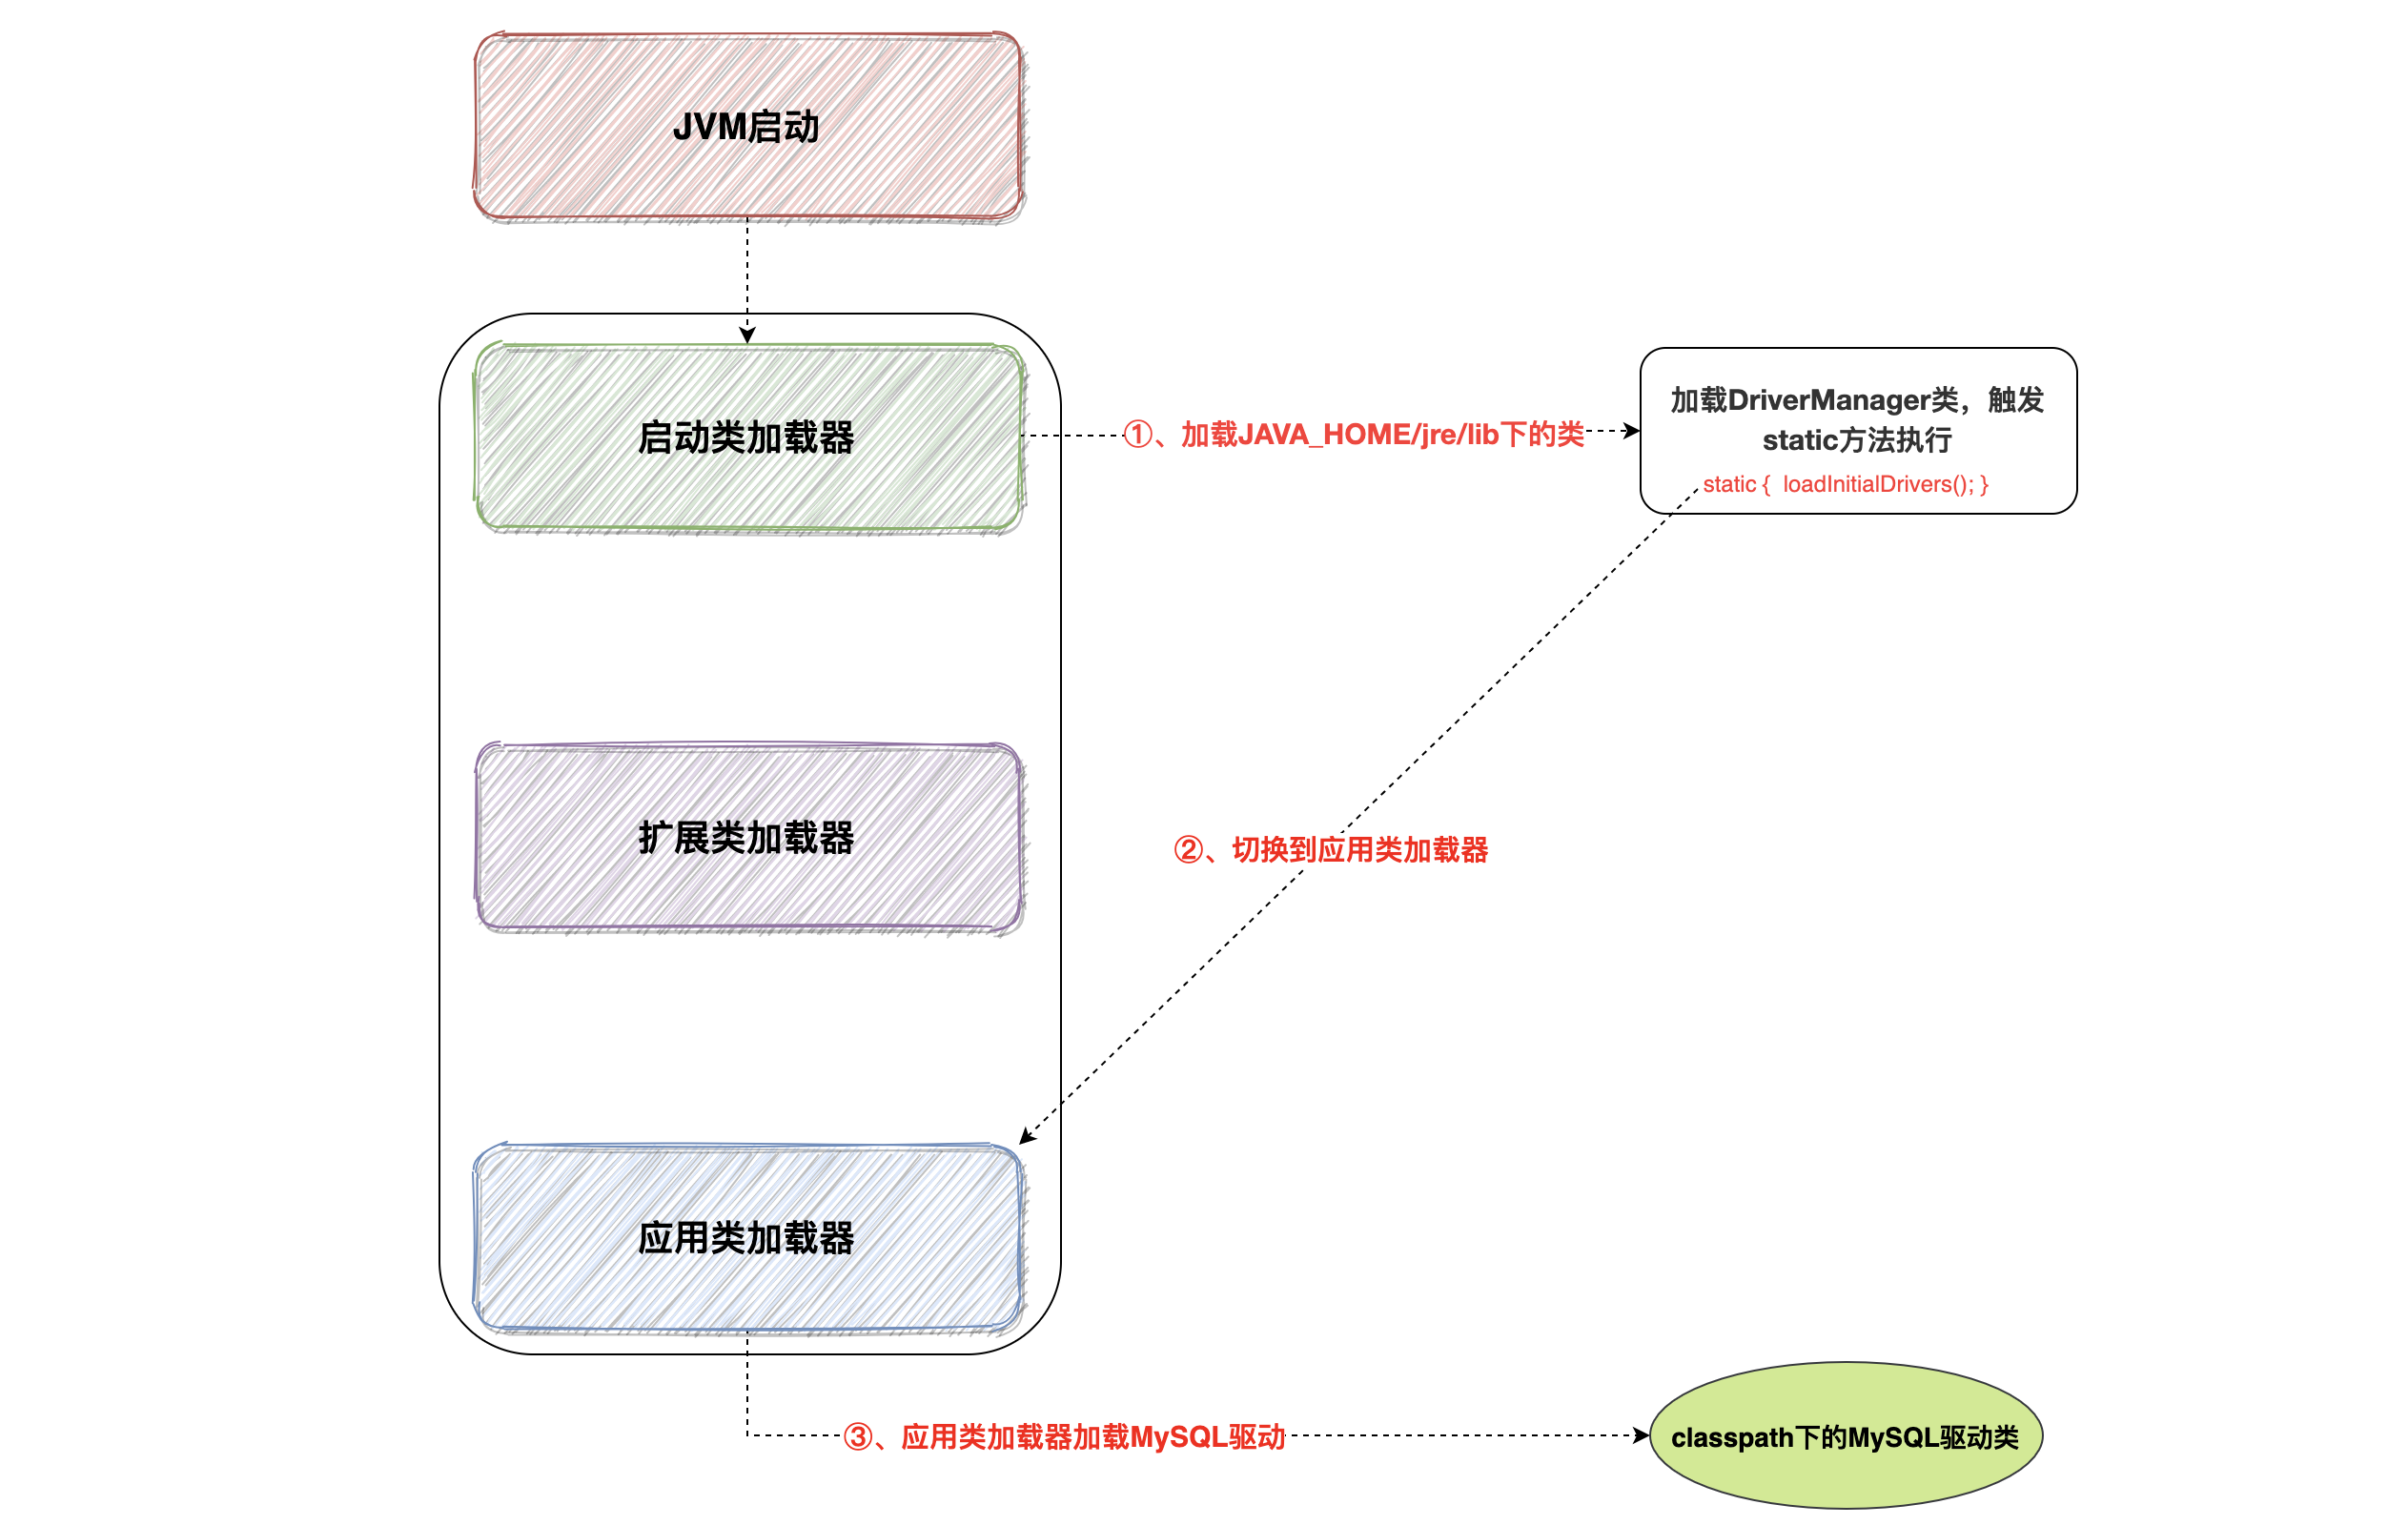 JVM启动
启动类加载器
①、加载JAVA_HOME/jre/lib下的类
加载DriverManager类，触发
static方法执行
static {  loadInitialDrivers(); }
扩展类加载器
②、切换到应用类加载器
应用类加载器
③、应用类加载器加载MySQL驱动
classpath下的MySQL驱动类